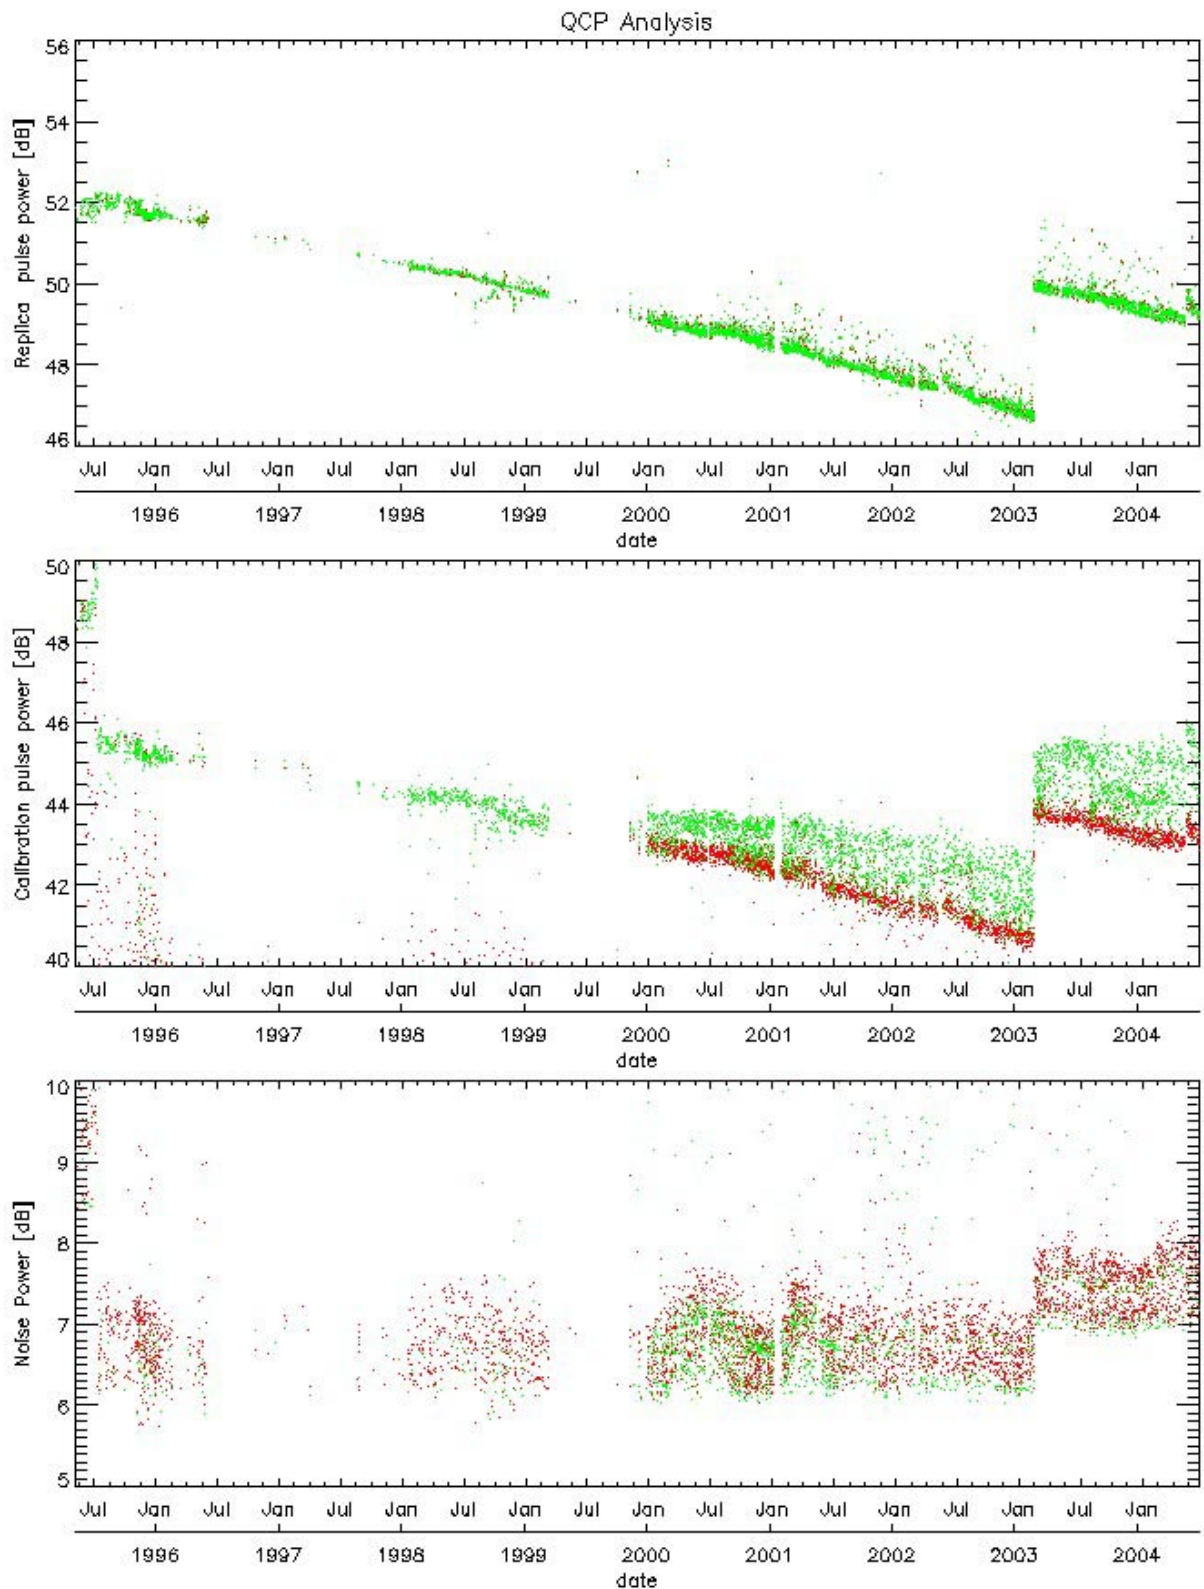 QCP Analysis
56
54
52
50
48
46
Replica pulse power [dB]
Jul Jan Jul Jan Jul Jan Jul Jan Jul Jan Jul Jan Jul Jan Jul Jan Jul Jan
1996 1997 1998 1999 2000 2001 2002 2003 2004
date
50
48
46
44
42
40
Calibration pulse power [dB]
Jul Jan Jul Jan Jul Jan Jul Jan Jul Jan Jul Jan Jul Jan Jul Jan Jul Jan
1996 1997 1998 1999 2000 2001 2002 2003 2004
date
10
9
8
7
6
5
Noise Power [dB]
Jul Jan Jul Jan Jul Jan Jul Jan Jul Jan Jul Jan Jul Jan Jul Jan Jul Jan
1996 1997 1998 1999 2000 2001 2002 2003 2004
date